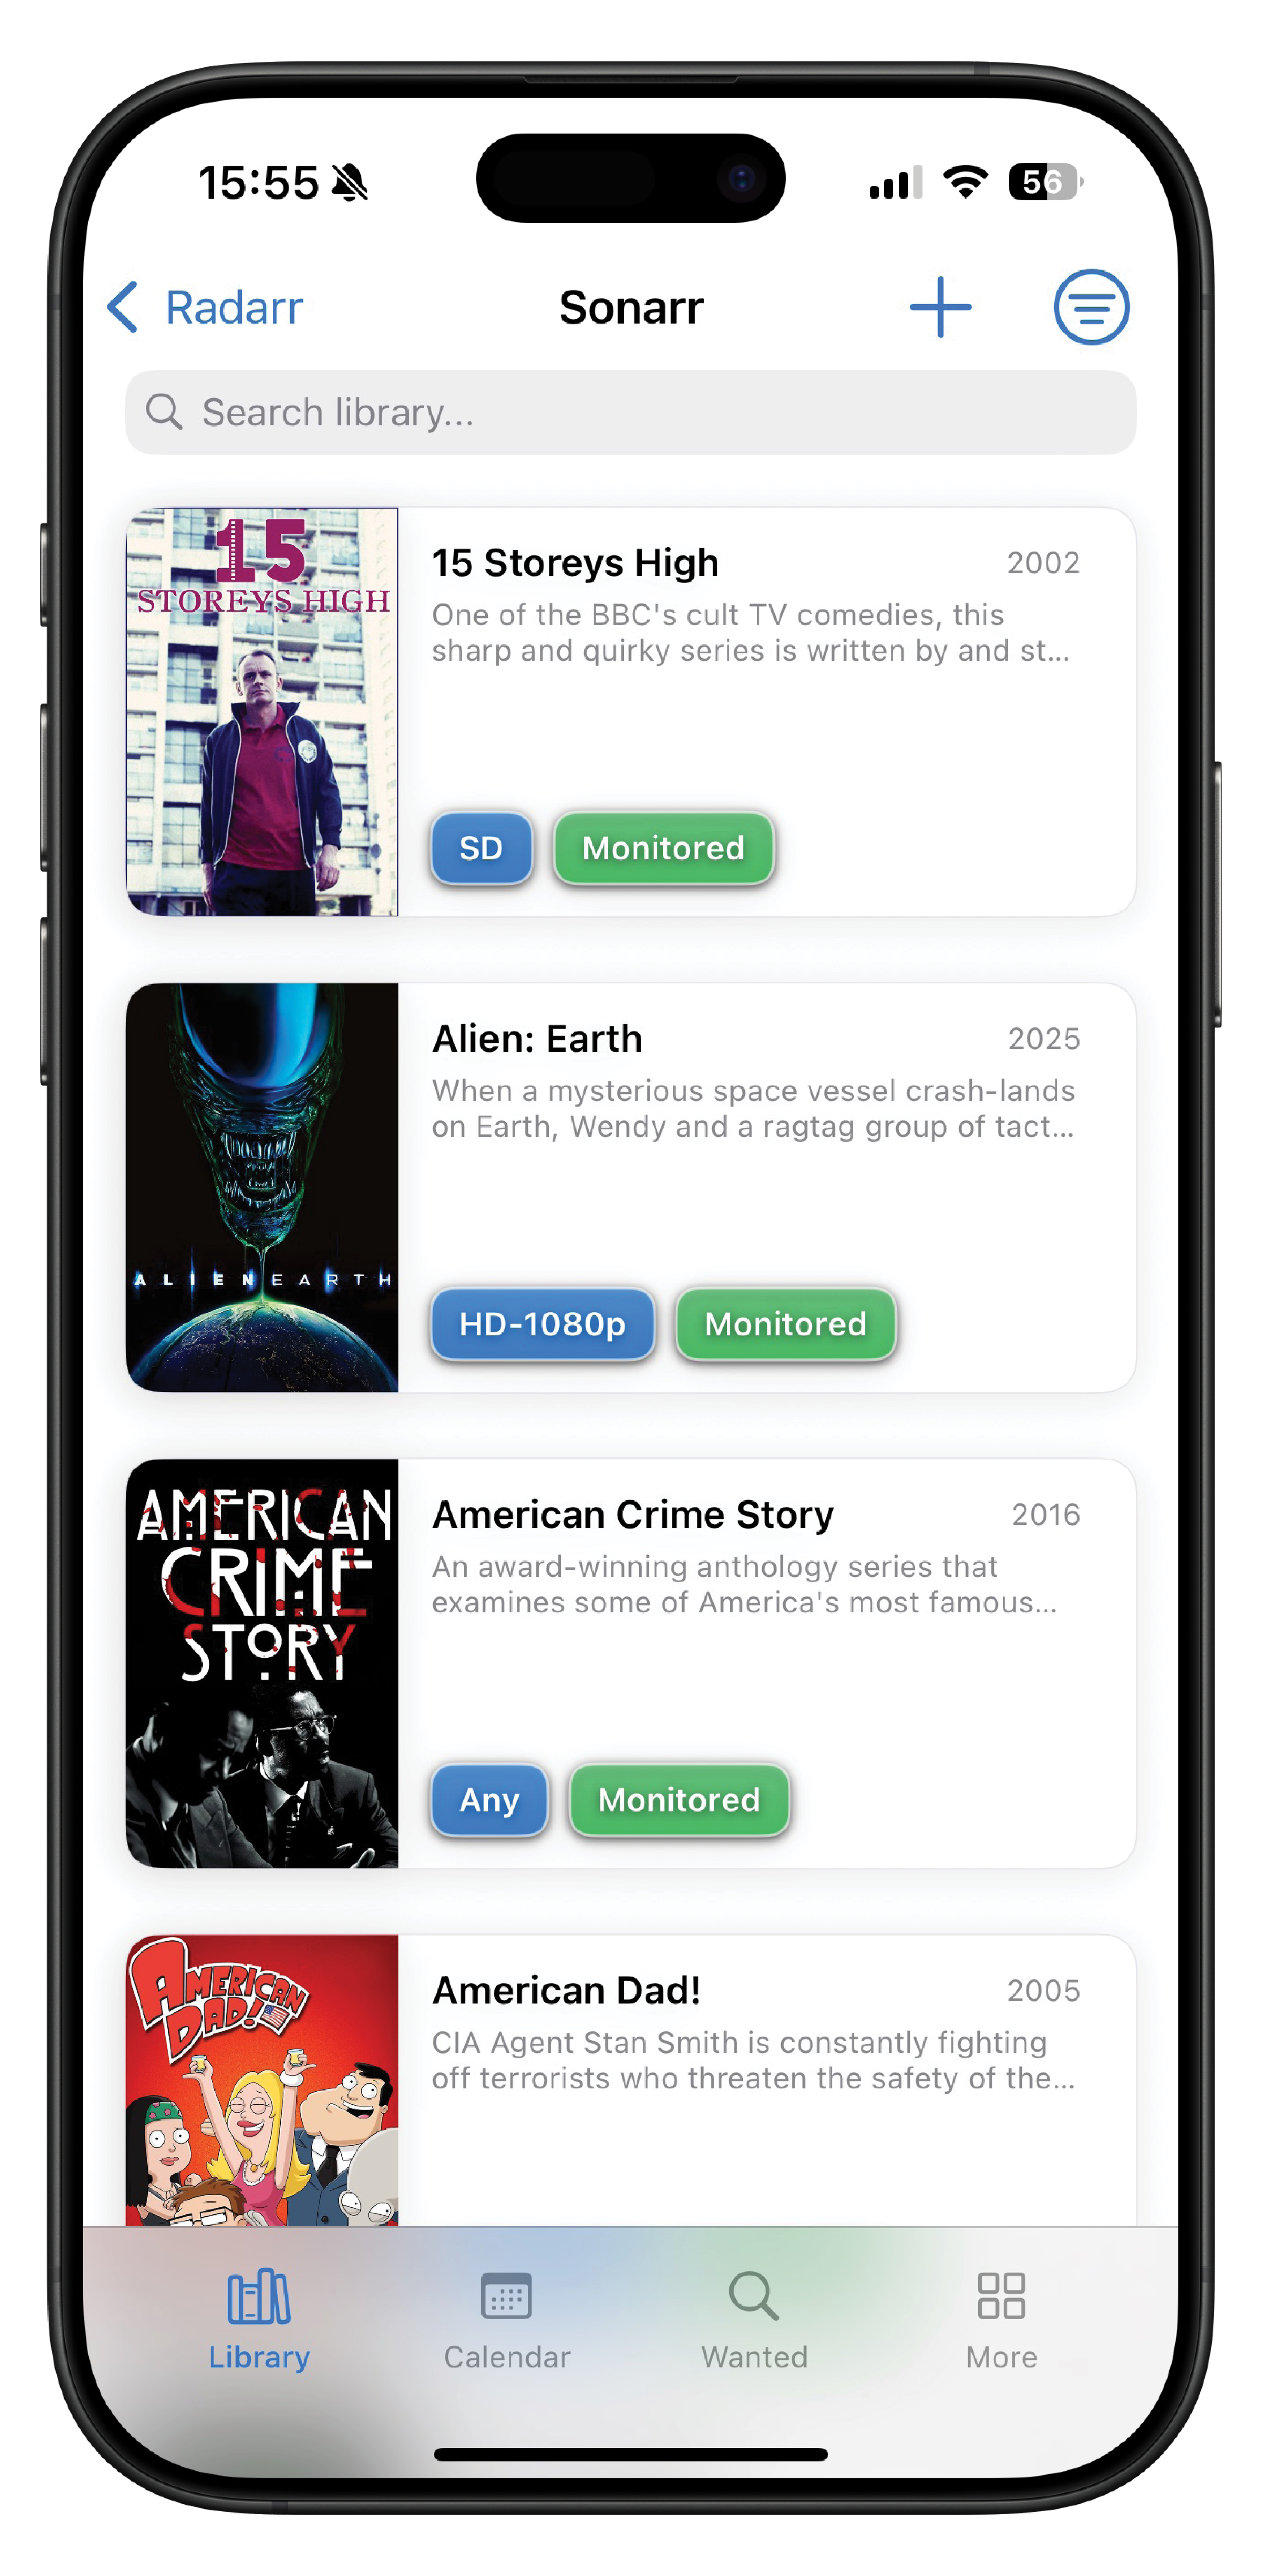 15:55
56
Radarr
Sonarr
Search library...
15
STOREYS HIGH
15 Storeys High
2002
One of the BBC's cult TV comedies, this
sharp and quirky series is written by and st...
SD
Monitored
ALIEN EARTH
Alien: Earth
2025
When a mysterious space vessel crash-lands
on Earth, Wendy and a ragtag group of tact...
HD-1080p
Monitored
AMERICAN
CRIME
STORY
American Crime Story
2016
An award-winning anthology series that
examines some of America's most famous...
Any
Monitored
AMERICAN
DAD!
American Dad!
2005
CIA Agent Stan Smith is constantly fighting
off terrorists who threaten the safety of the...
Library
Calendar
Wanted
More